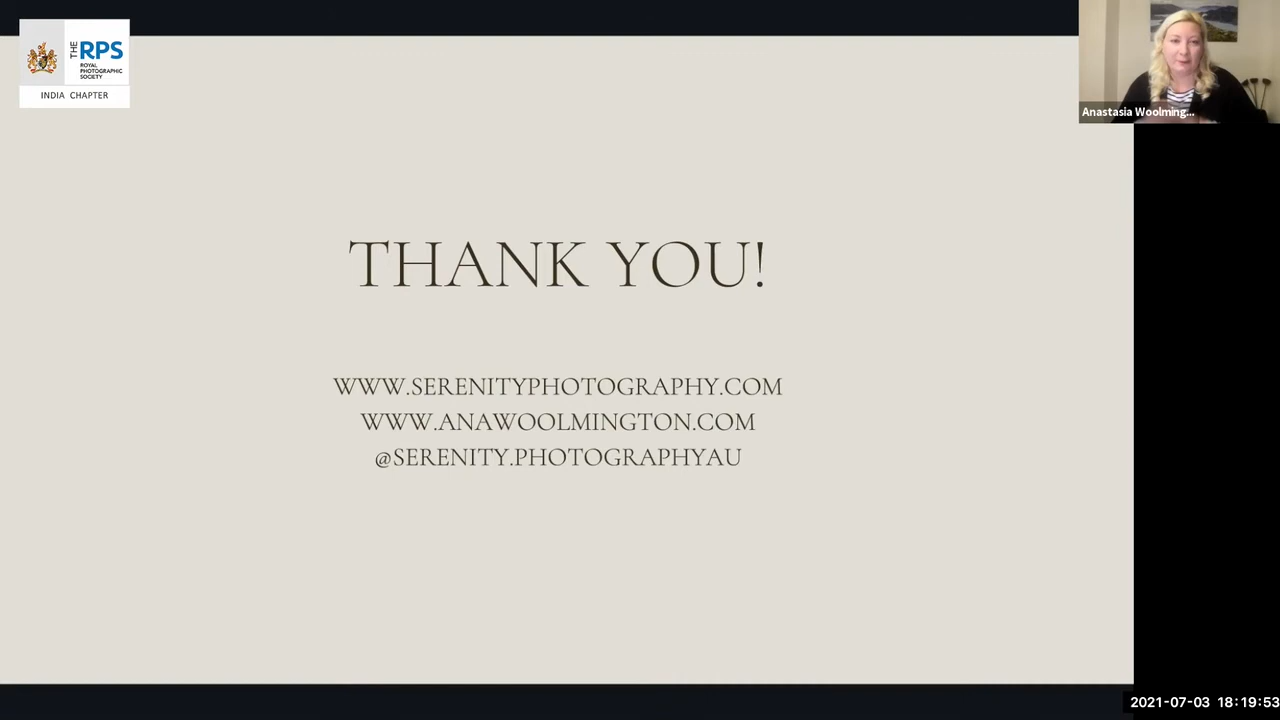 THE RPS
ROYAL
PHOTOGRAPHIC
SOCIETY
INDIA CHAPTER
Anastasia Woolming...
THANK YOU!
WWW.SERENITYPHOTOGRAPHY.COM
WWW.ANAWOOLMINGTON.COM
@SERENITY.PHOTOGRAPHYAU
2021-07-03 18:19:53